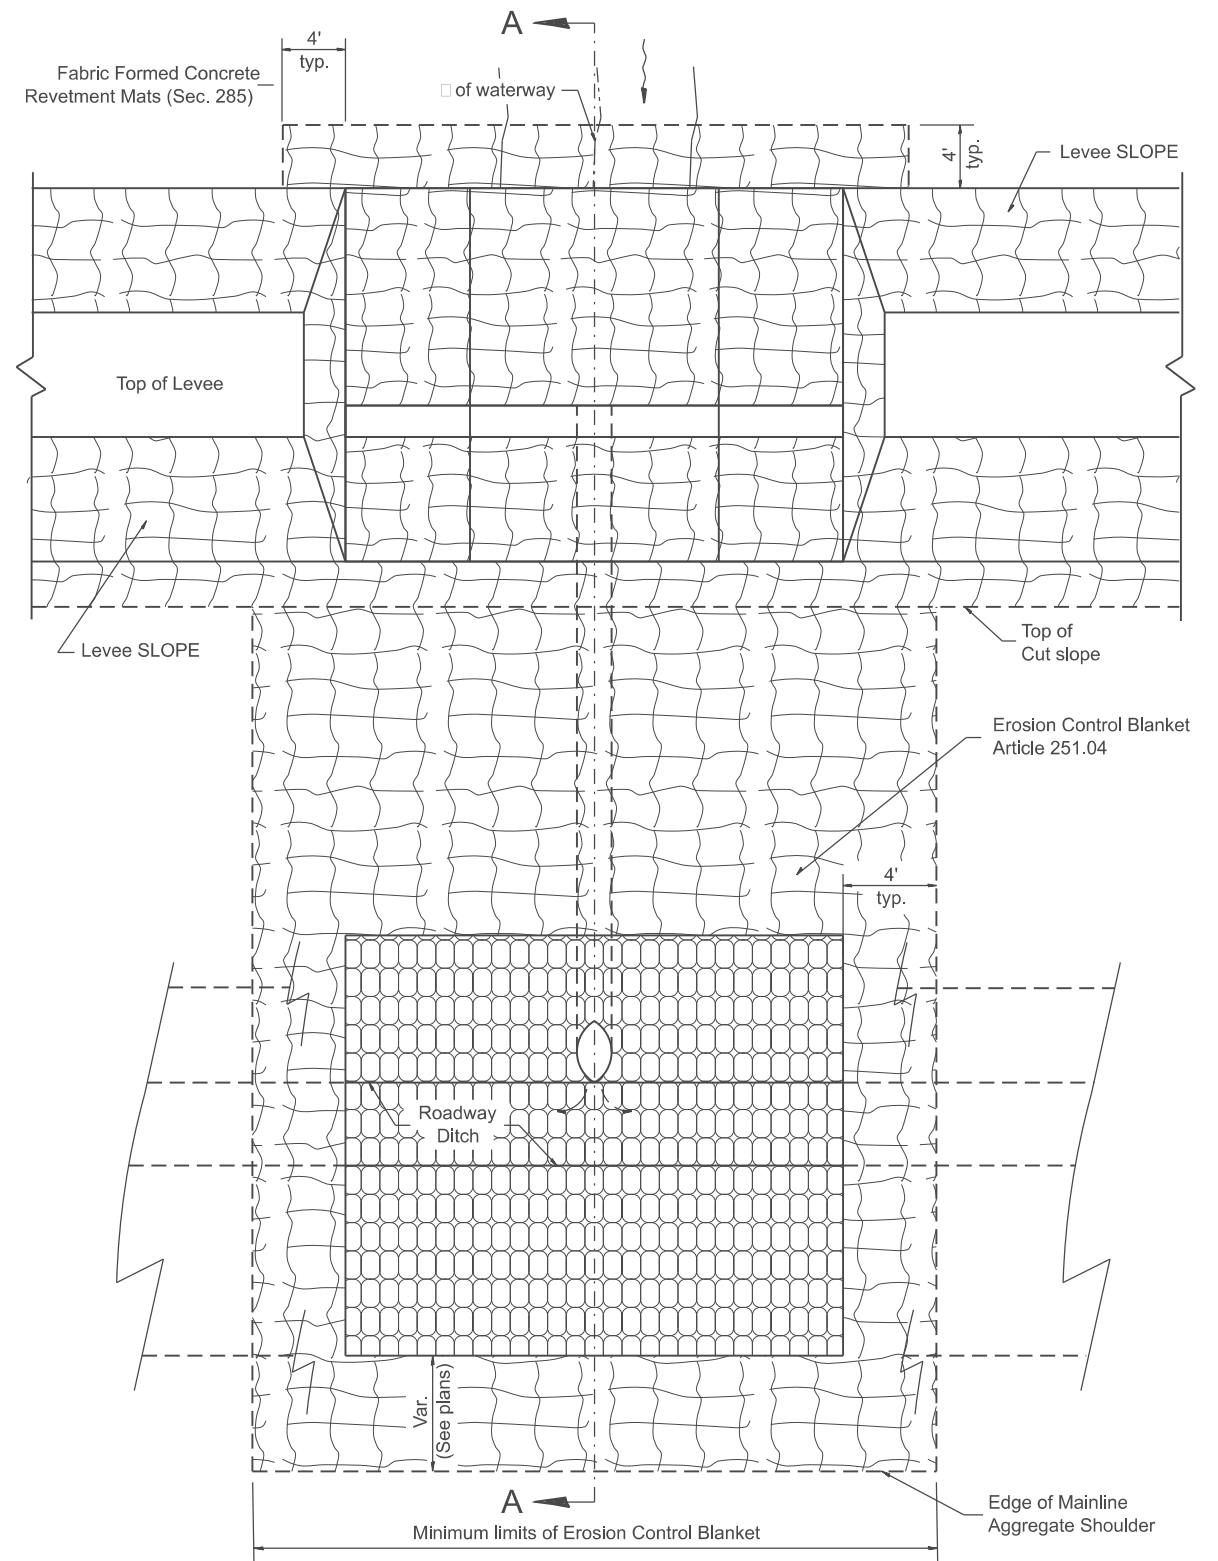 A
4'
typ.
Fabric Formed Concrete
Revetment Mats (Sec. 285)
□ of waterway
4'
typ.
Levee SLOPE
Top of Levee
Levee SLOPE
Top of
Cut slope
Erosion Control Blanket
Article 251.04
4'
typ.
Roadway
Ditch
Var.
(See plans)
A
Edge of Mainline
Aggregate Shoulder
Minimum limits of Erosion Control Blanket